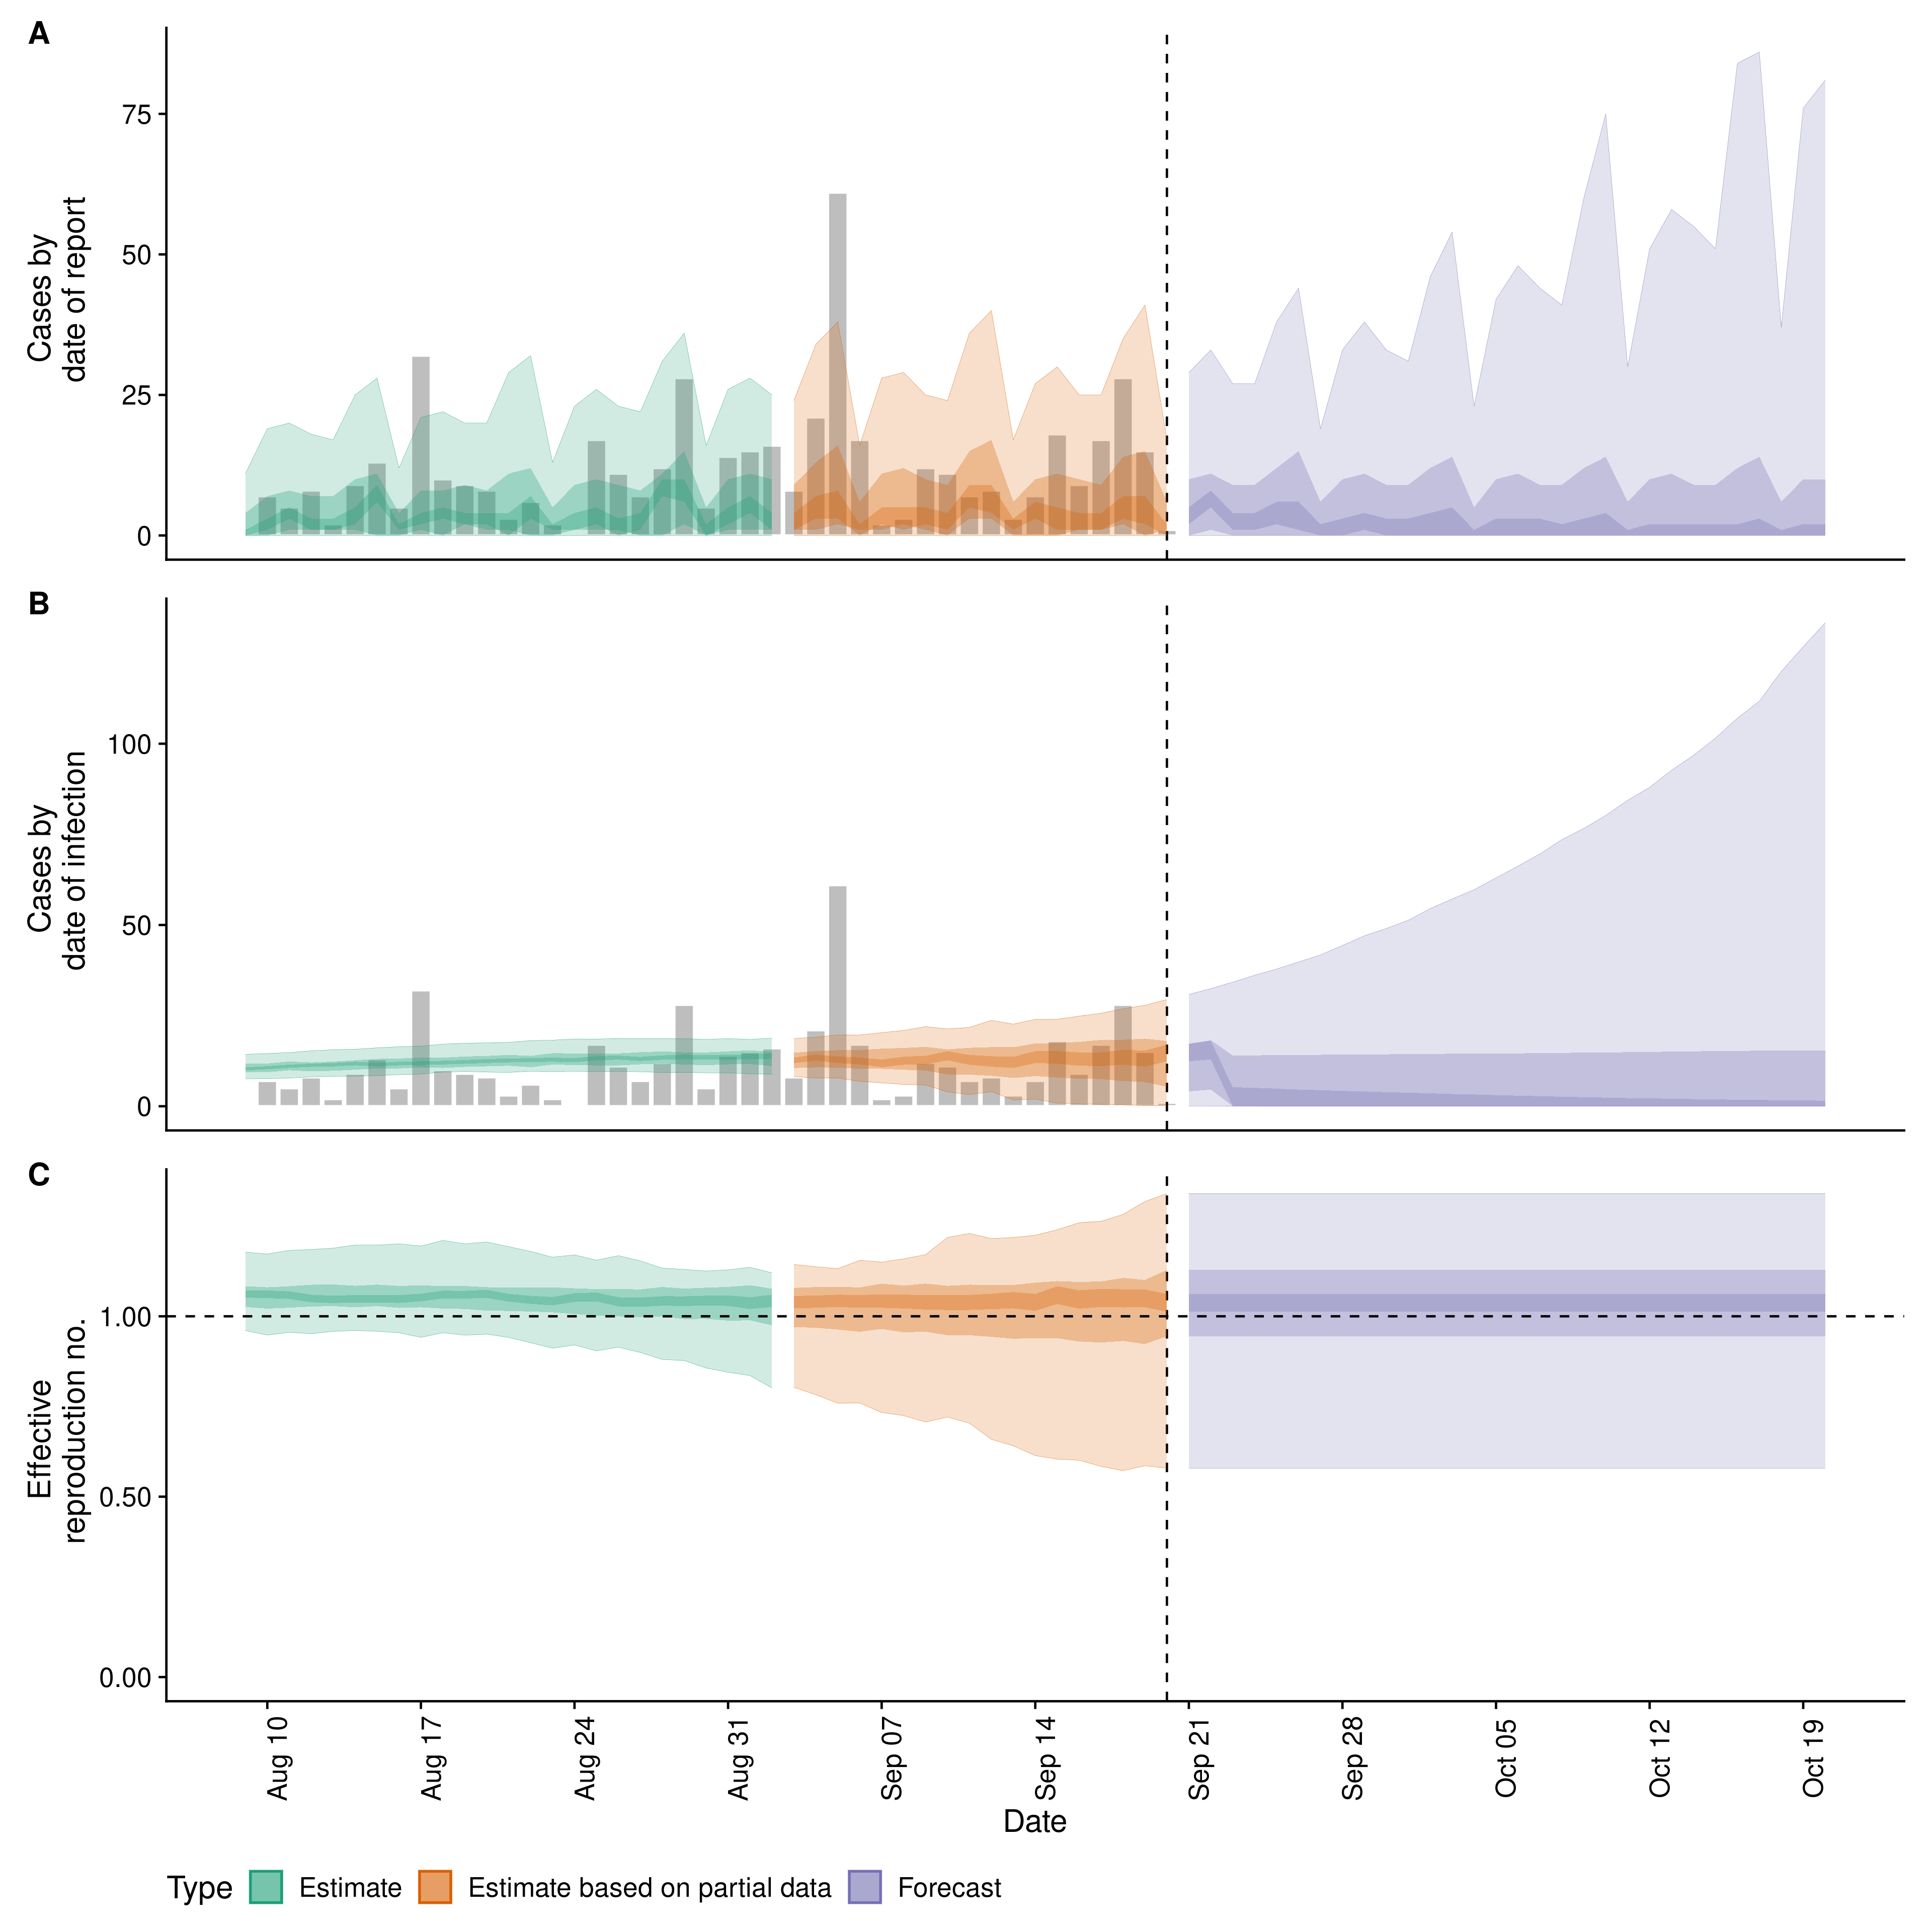 A
Cases by
date of report
75
50
25
0
B
Cases by
date of infection
100
50
0
C
Effective
reproduction no.
1.00
0.50
0.00
Aug 10
Aug 17
Aug 24
Aug 31
Sep 07
Sep 14
Sep 21
Sep 28
Oct 05
Oct 12
Oct 19
Date
Type
Estimate
Estimate based on partial data
Forecast